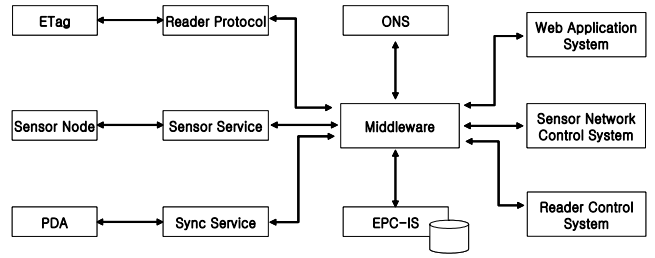 ETag
Reader Protocol
ONS
Web Application
System
Sensor Node
Sensor Service
Middleware
Sensor Network
Control System
PDA
Sync Service
EPC-IS
Reader Control
System